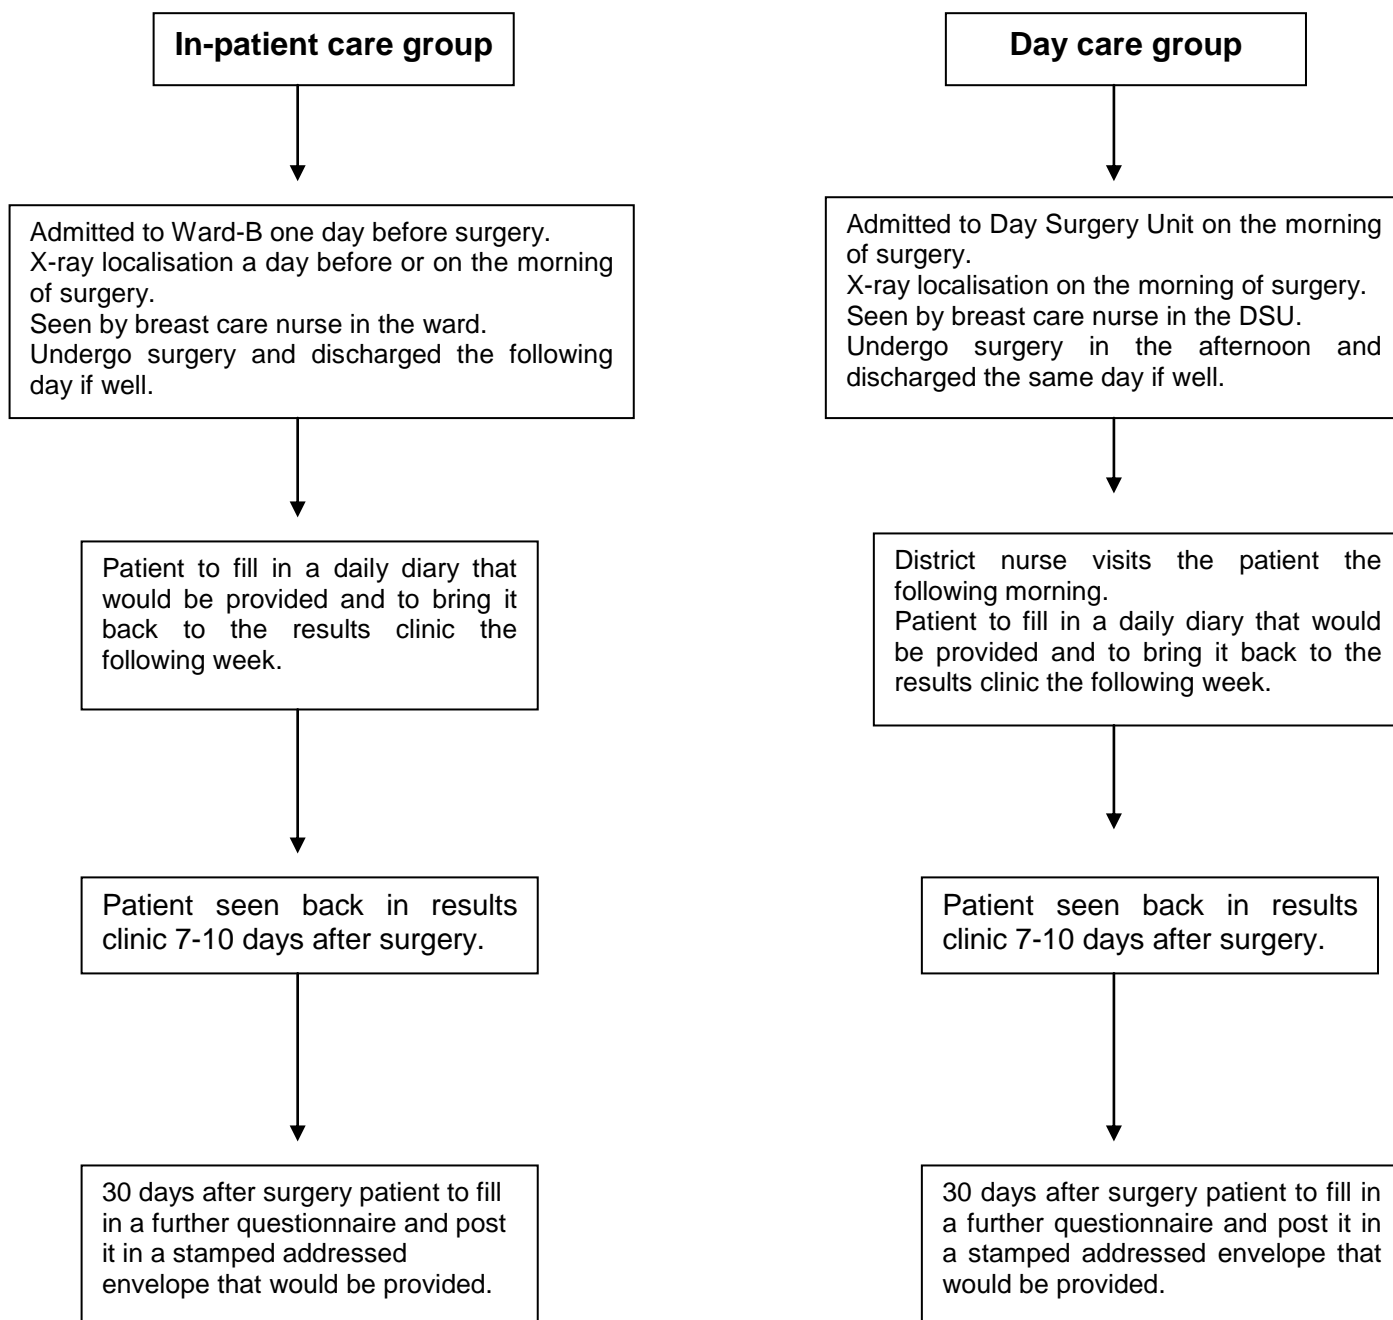 In-patient care group
Admitted to Ward-B one day before surgery.
X-ray localisation a day before or on the morning
of surgery.
Seen by breast care nurse in the ward.
Undergo surgery and discharged the following
day if well.
Patient to fill in a daily diary that
would be provided and to bring it
back to the results clinic the
following week.
Patient seen back in results
clinic 7-10 days after surgery.
30 days after surgery patient to fill
in a further questionnaire and post
it in a stamped addressed
envelope that would be provided.
Day care group
Admitted to Day Surgery Unit on the morning
of surgery.
X-ray localisation on the morning of surgery.
Seen by breast care nurse in the DSU.
Undergo surgery in the afternoon and
discharged the same day if well.
District nurse visits the patient the
following morning.
Patient to fill in a daily diary that would
be provided and to bring it back to the
results clinic the following week.
Patient seen back in results
clinic 7-10 days after surgery.
30 days after surgery patient to fill in
a further questionnaire and post it in
a stamped addressed envelope that
would be provided.